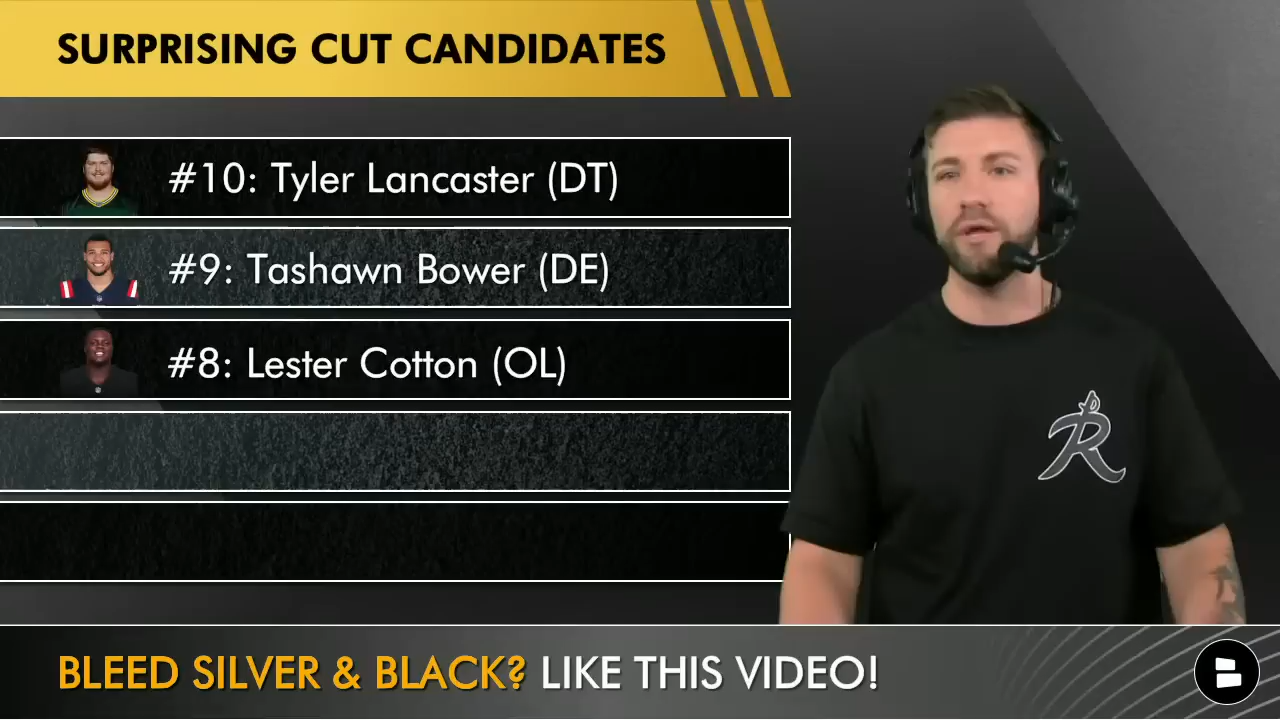 SURPRISING CUT CANDIDATES
#10: Tyler Lancaster (DT)
#9: Tashawn Bower (DE)
#8: Lester Cotton (OL)
BLEED SILVER & BLACK? LIKE THIS VIDEO!
R